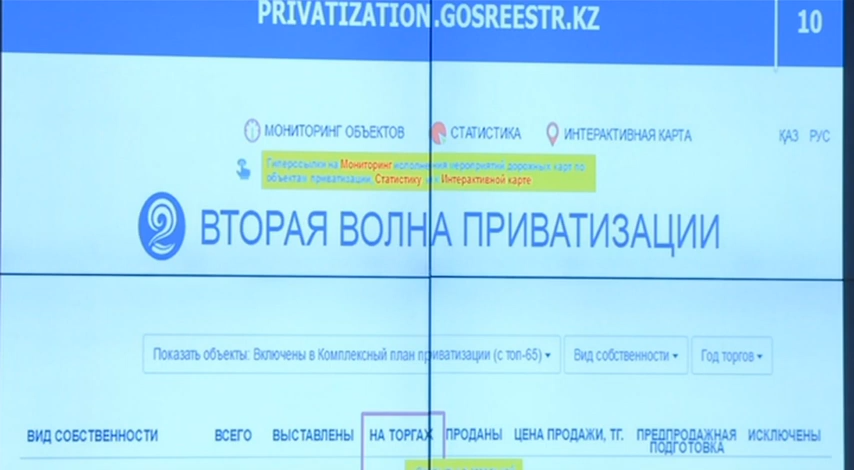 PRIVATIZATION.GOSREESTR.KZ
10
МОНИТОРИНГ ОБЪЕКТОВ СТАТИСТИКА ИНТЕРАКТИВНАЯ КАРТА ҚАЗ РУС
Гиперссылки на Мониторинг исполнения мероприятий дорожных карт по
объектам приватизации, Статистику Интерактивной карте
ВТОРАЯ ВОЛНА ПРИВАТИЗАЦИИ
Показать объекты: Включены в Комплексный план приватизации (с топ-65) Вид собственности Год торгов
ВИД СОБСТВЕННОСТИ ВСЕГО ВЫСТАВЛЕНЫ НА ТОРГАХ ПРОДАНЫ ЦЕНА ПРОДАЖИ, ТГ. ПРЕДПРОДАЖНАЯ ИСКЛЮЧЕНЫ
ПОДГОТОВКА